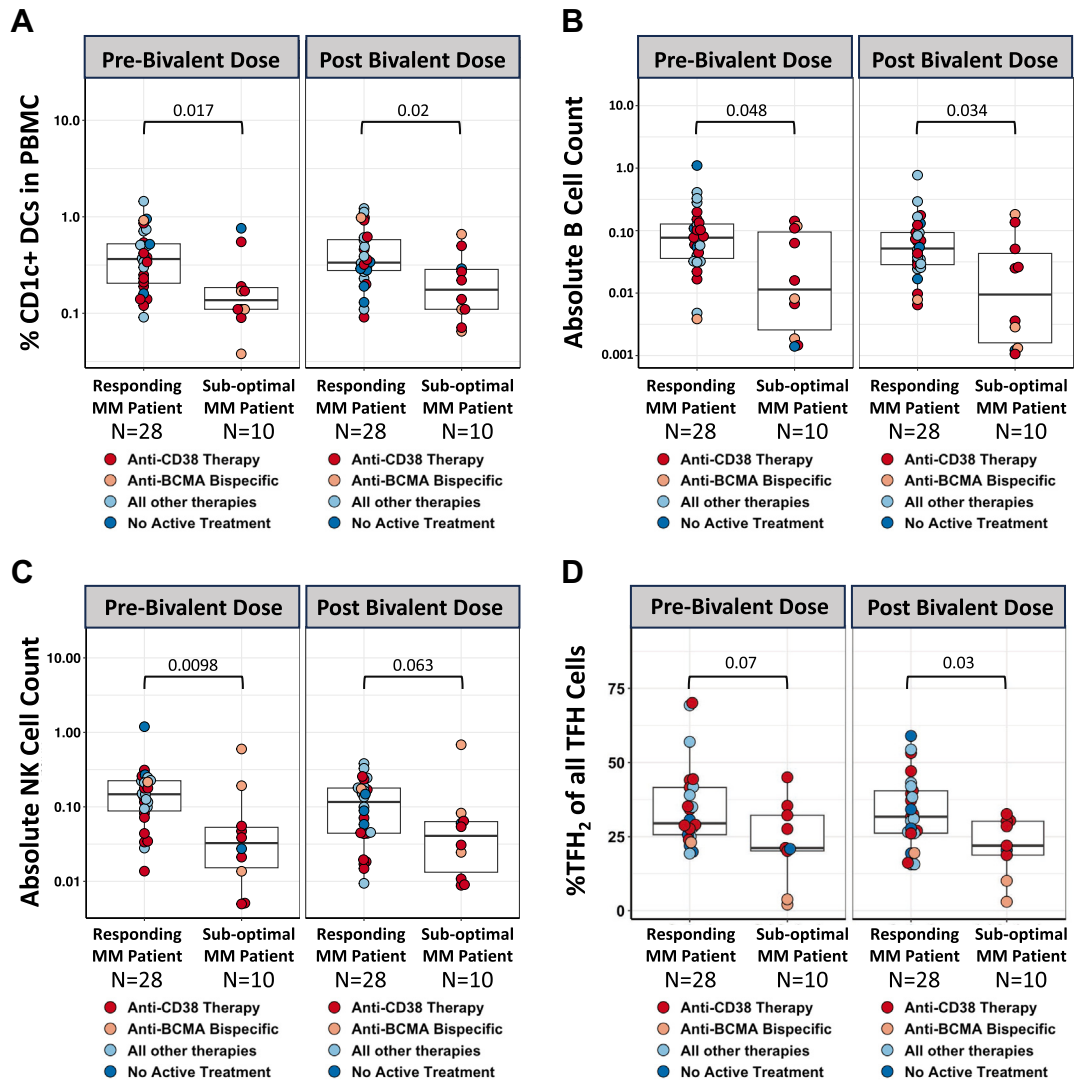 A
Pre-Bivalent Dose
Post Bivalent Dose
% CD1c+ DCs in PBMC
10.0
1.0
0.1
0.017
0.02
Responding MM Patient
Sub-optimal MM Patient
Responding MM Patient
Sub-optimal MM Patient
N=28
N=10
N=28
N=10
Anti-CD38 Therapy
Anti-BCMA Bispecific
All other therapies
No Active Treatment
Anti-CD38 Therapy
Anti-BCMA Bispecific
All other therapies
No Active Treatment
B
Pre-Bivalent Dose
Post Bivalent Dose
Absolute B Cell Count
10.0
1.0
0.10
0.01
0.001
0.048
0.034
Responding MM Patient
Sub-optimal MM Patient
Responding MM Patient
Sub-optimal MM Patient
N=28
N=10
N=28
N=10
Anti-CD38 Therapy
Anti-BCMA Bispecific
All other therapies
No Active Treatment
Anti-CD38 Therapy
Anti-BCMA Bispecific
All other therapies
No Active Treatment
C
Pre-Bivalent Dose
Post Bivalent Dose
Absolute NK Cell Count
10.00
1.00
0.10
0.01
0.0098
0.063
Responding MM Patient
Sub-optimal MM Patient
Responding MM Patient
Sub-optimal MM Patient
N=28
N=10
N=28
N=10
Anti-CD38 Therapy
Anti-BCMA Bispecific
All other therapies
No Active Treatment
Anti-CD38 Therapy
Anti-BCMA Bispecific
All other therapies
No Active Treatment
D
Pre-Bivalent Dose
Post Bivalent Dose
%TFH₂ of all TFH Cells
75
50
25
0
0.07
0.03
Responding MM Patient
Sub-optimal MM Patient
Responding MM Patient
Sub-optimal MM Patient
N=28
N=10
N=28
N=10
Anti-CD38 Therapy
Anti-BCMA Bispecific
All other therapies
No Active Treatment
Anti-CD38 Therapy
Anti-BCMA Bispecific
All other therapies
No Active Treatment